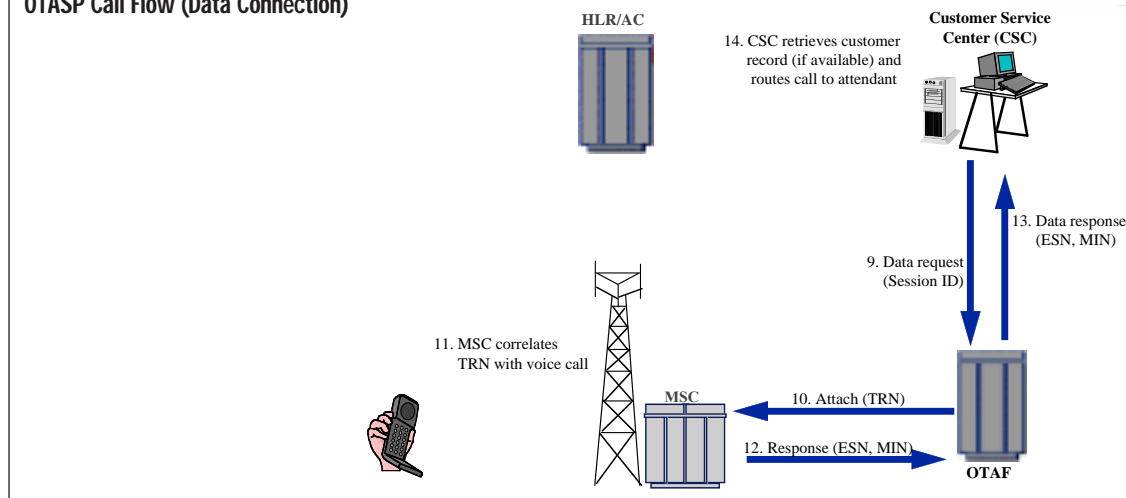 OTASP Call Flow (Data Connection)
HLR/AC
Customer Service
Center (CSC)
14. CSC retrieves customer
record (if available) and
routes call to attendant
13. Data response
(ESN, MIN)
9. Data request
(Session ID)
11. MSC correlates
TRN with voice call
MSC
10. Attach (TRN)
12. Response (ESN, MIN)
OTAF